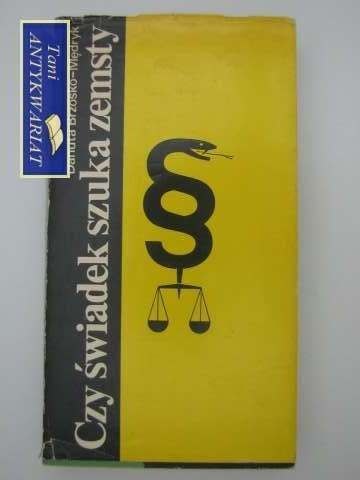 Tani
ANTYKWARIAT
Danuta Brzosko-Mędryk
Czy świadek szuka zemsty